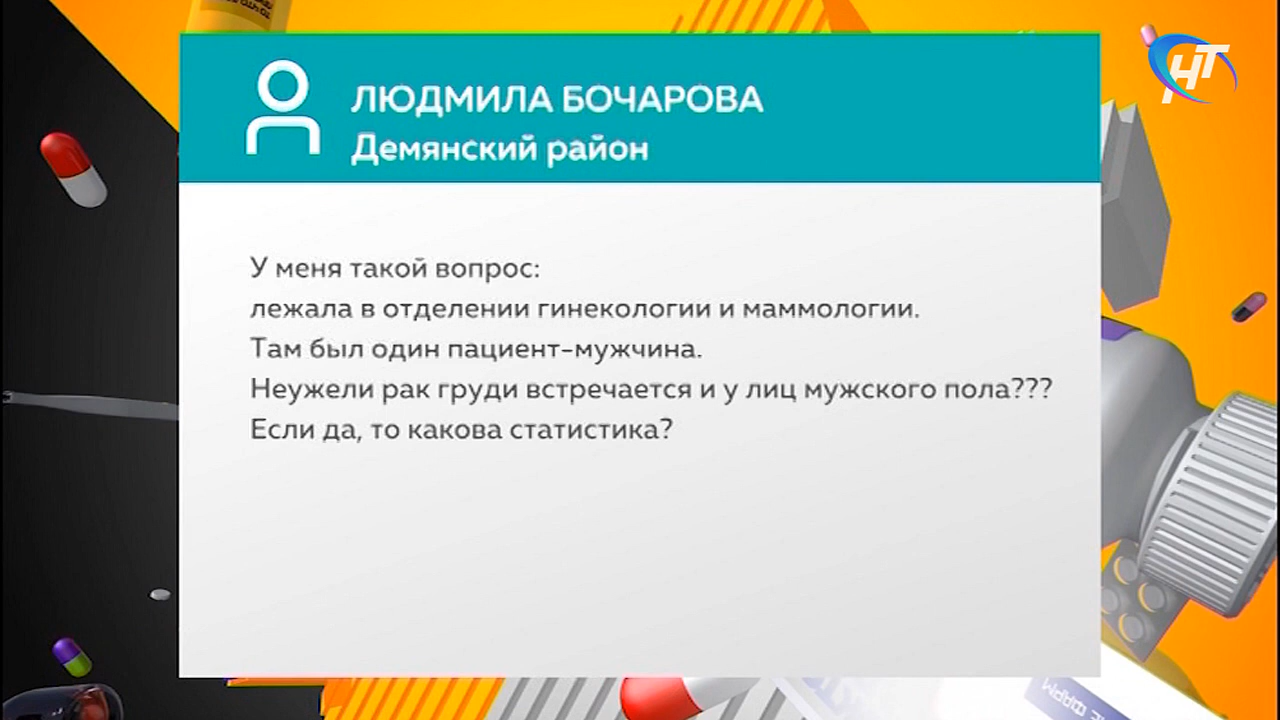 НТ
ЛЮДМИЛА БОЧАРОВА
Демянский район
У меня такой вопрос:
лежала в отделении гинекологии и маммологии.
Там был один пациент-мужчина.
Неужели рак груди встречается и у лиц мужского пола???
Если да, то какова статистика?